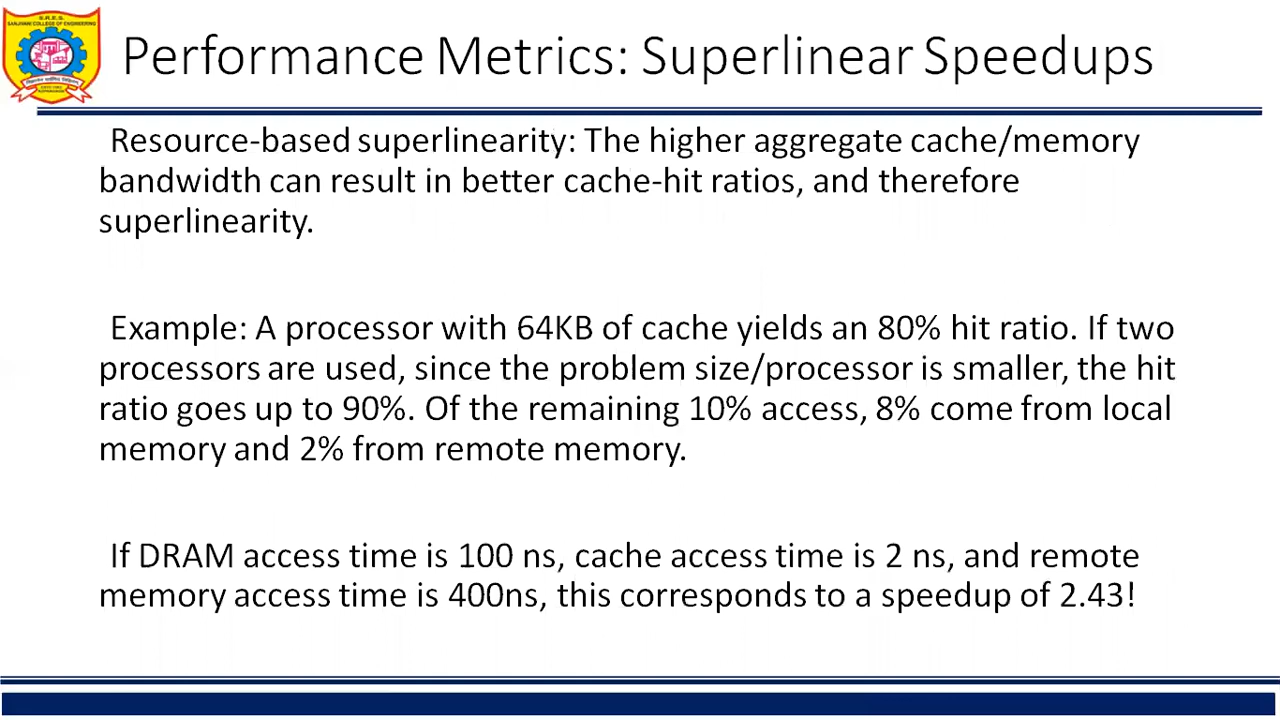 S.R.E.S.
SANJIVANI COLLEGE OF ENGINEERING
Performance Metrics: Superlinear Speedups
Resource-based superlinearity: The higher aggregate cache/memory
bandwidth can result in better cache-hit ratios, and therefore
superlinearity.
Example: A processor with 64KB of cache yields an 80% hit ratio. If two
processors are used, since the problem size/processor is smaller, the hit
ratio goes up to 90%. Of the remaining 10% access, 8% come from local
memory and 2% from remote memory.
If DRAM access time is 100 ns, cache access time is 2 ns, and remote
memory access time is 400ns, this corresponds to a speedup of 2.43!